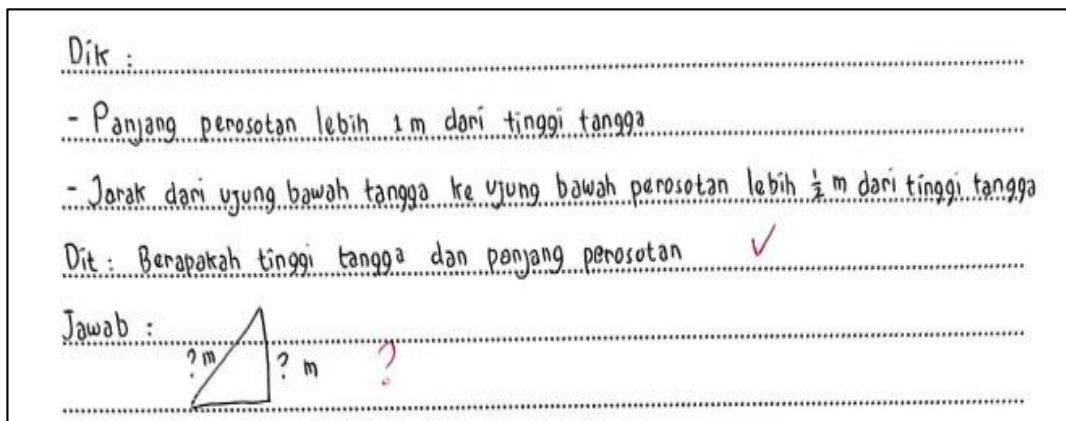 Dik :
- Panjang perosotan lebih 1 m dari tinggi tangga
- Jarak dari ujung bawah tangga ke ujung bawah perosotan lebih ½ m dari tinggi tangga
Dit : Berapakah tinggi tangga dan panjang perosotan ✓
Jawab :
? m ? m ?